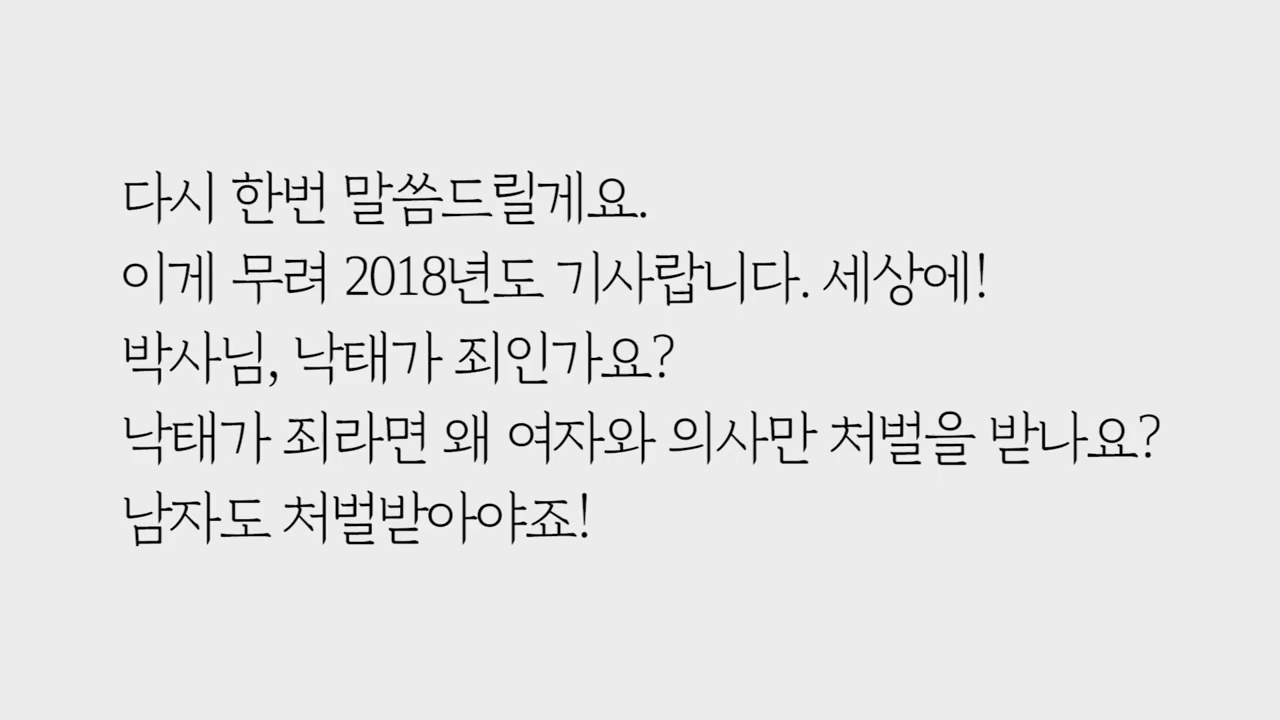 다시 한번 말씀드릴게요.
이게 무려 2018년도 기사랍니다. 세상에!
박사님, 낙태가 죄인가요?
낙태가 죄라면 왜 여자와 의사만 처벌을 받나요?
남자도 처벌받아야죠!